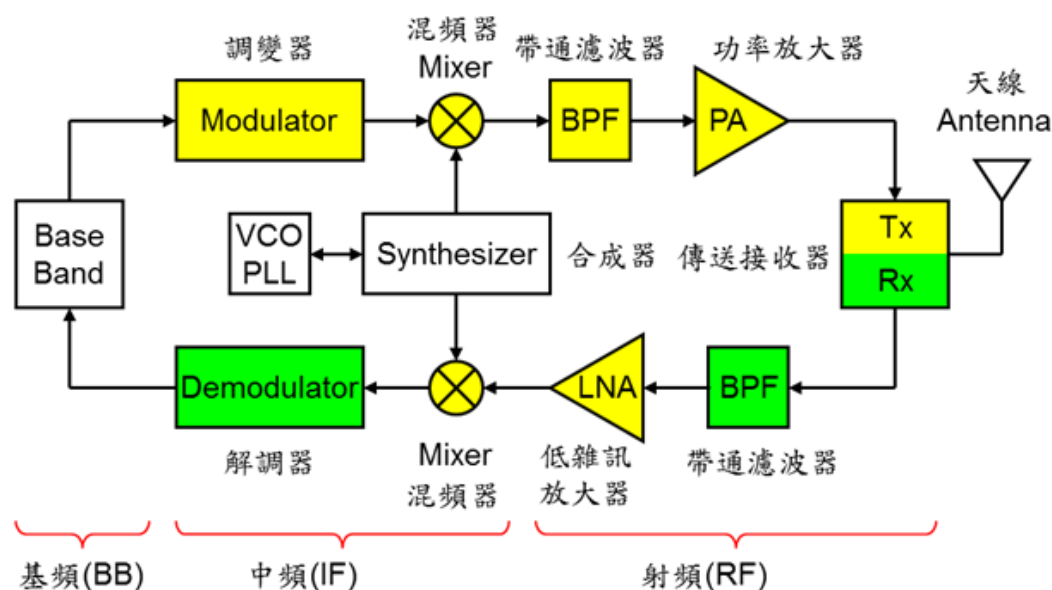 調變器
混頻器
Mixer
帶通濾波器
功率放大器
天線
Antenna
Modulator
BPF
PA
Base
Band
VCO
PLL
Synthesizer
合成器
傳送接收器
Tx
Rx
Demodulator
LNA
BPF
解調器
Mixer
混頻器
低雜訊
放大器
帶通濾波器
基頻(BB)
中頻(IF)
射頻(RF)